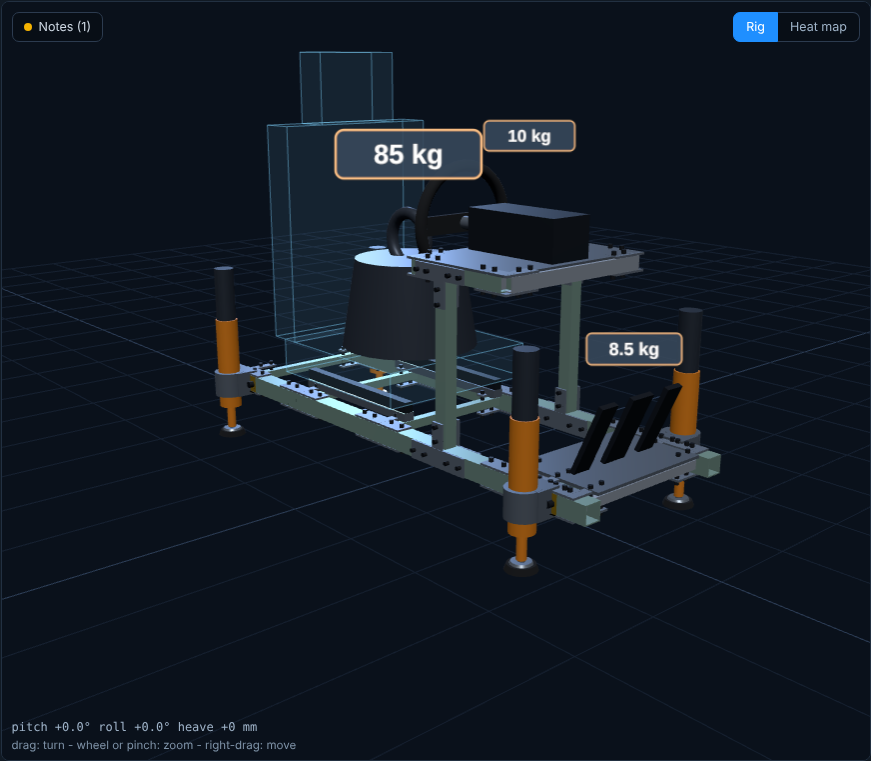 Notes (1)
Rig
Heat map
10 kg
85 kg
8.5 kg
pitch +0.0° roll +0.0° heave +0 mm
drag: turn - wheel or pinch: zoom - right-drag: move